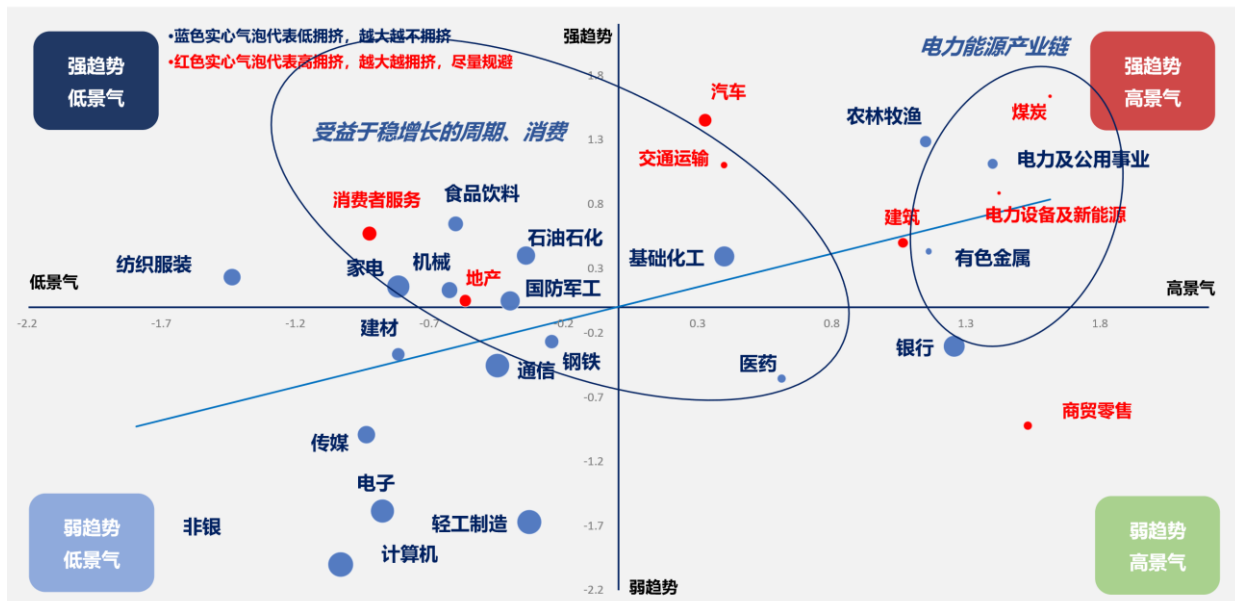 •蓝色实心气泡代表低拥挤，越大越不拥挤
•红色实心气泡代表高拥挤，越大越拥挤，尽量规避
强趋势
低景气
强趋势
电力能源产业链
强趋势
高景气
1.8
汽车
煤炭
农林牧渔
受益于稳增长的周期、消费
1.3
交通运输
电力及公用事业
消费者服务
食品饮料
0.8
建筑
电力设备及新能源
石油石化
纺织服装
家电
机械
地产
0.3
基础化工
有色金属
低景气
国防军工
高景气
-2.2
-1.7
-1.2
-0.7
-0.2
0.3
0.8
1.3
1.8
-0.2
建材
钢铁
通信
医药
银行
-0.7
商贸零售
传媒
-1.2
电子
弱趋势
低景气
非银
轻工制造
-1.7
弱趋势
高景气
计算机
弱趋势
-2.2